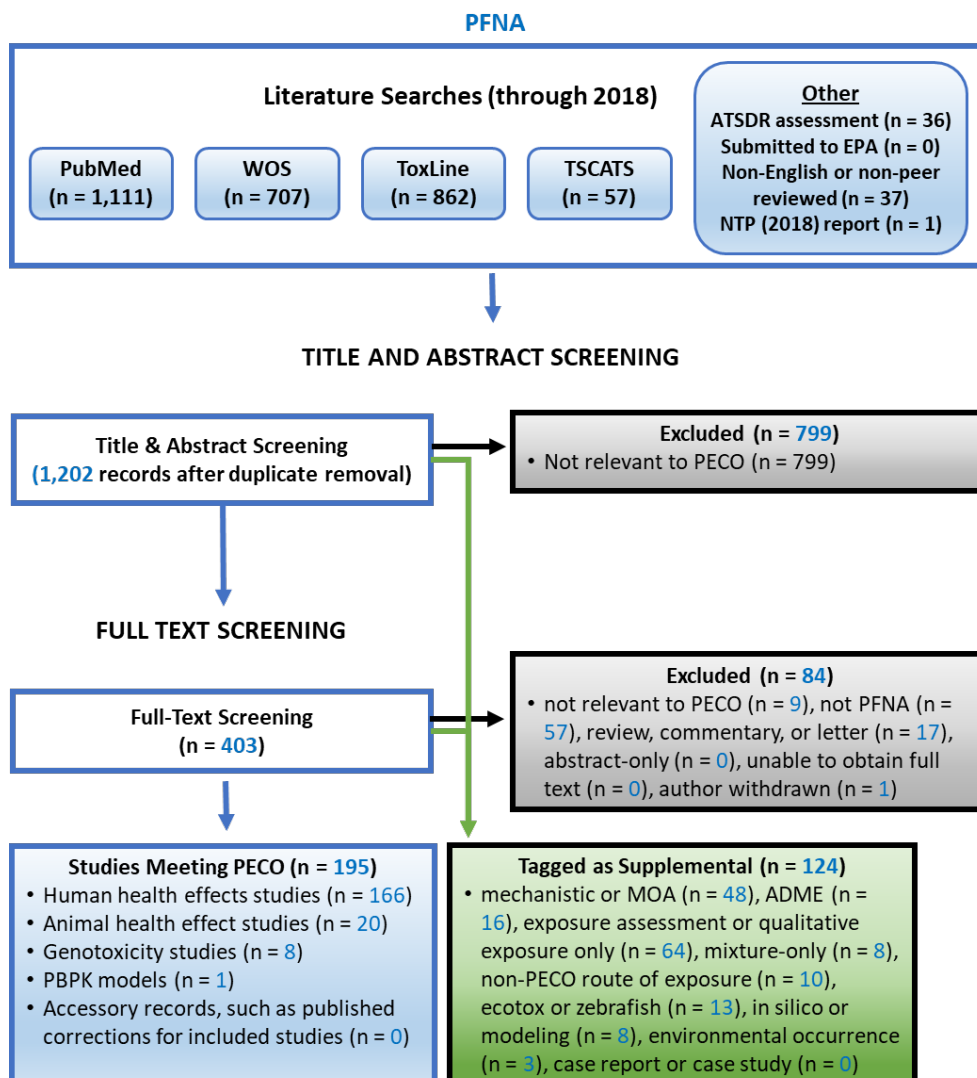 PFNA
Literature Searches (through 2018)
PubMed
(n = 1,111)
WOS
(n = 707)
ToxLine
(n = 862)
TSCATS
(n = 57)
Other
ATSDR assessment (n = 36)
Submitted to EPA (n = 0)
Non-English or non-peer
reviewed (n = 37)
NTP (2018) report (n = 1)
TITLE AND ABSTRACT SCREENING
Title & Abstract Screening
(1,202 records after duplicate removal)
Excluded (n = 799)
• Not relevant to PECO (n = 799)
FULL TEXT SCREENING
Full-Text Screening
(n = 403)
Excluded (n = 84)
• not relevant to PECO (n = 9), not PFNA (n =
57), review, commentary, or letter (n = 17),
abstract-only (n = 0), unable to obtain full
text (n = 0), author withdrawn (n = 1)
Studies Meeting PECO (n = 195)
• Human health effects studies (n = 166)
• Animal health effect studies (n = 20)
• Genotoxicity studies (n = 8)
• PBPK models (n = 1)
• Accessory records, such as published
corrections for included studies (n = 0)
Tagged as Supplemental (n = 124)
• mechanistic or MOA (n = 48), ADME (n =
16), exposure assessment or qualitative
exposure only (n = 64), mixture-only (n = 8),
non-PECO route of exposure (n = 10),
ecotox or zebrafish (n = 13), in silico or
modeling (n = 8), environmental occurrence
(n = 3), case report or case study (n = 0)